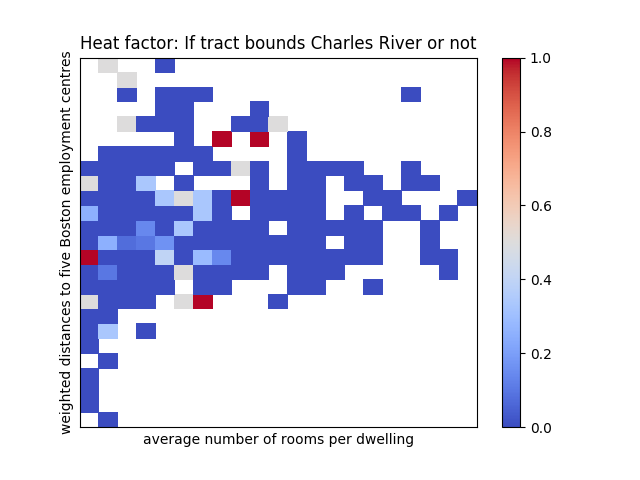 Heat factor: If tract bounds Charles River or not
weighted distances to five Boston employment centres
average number of rooms per dwelling
1.0
0.8
0.6
0.4
0.2
0.0